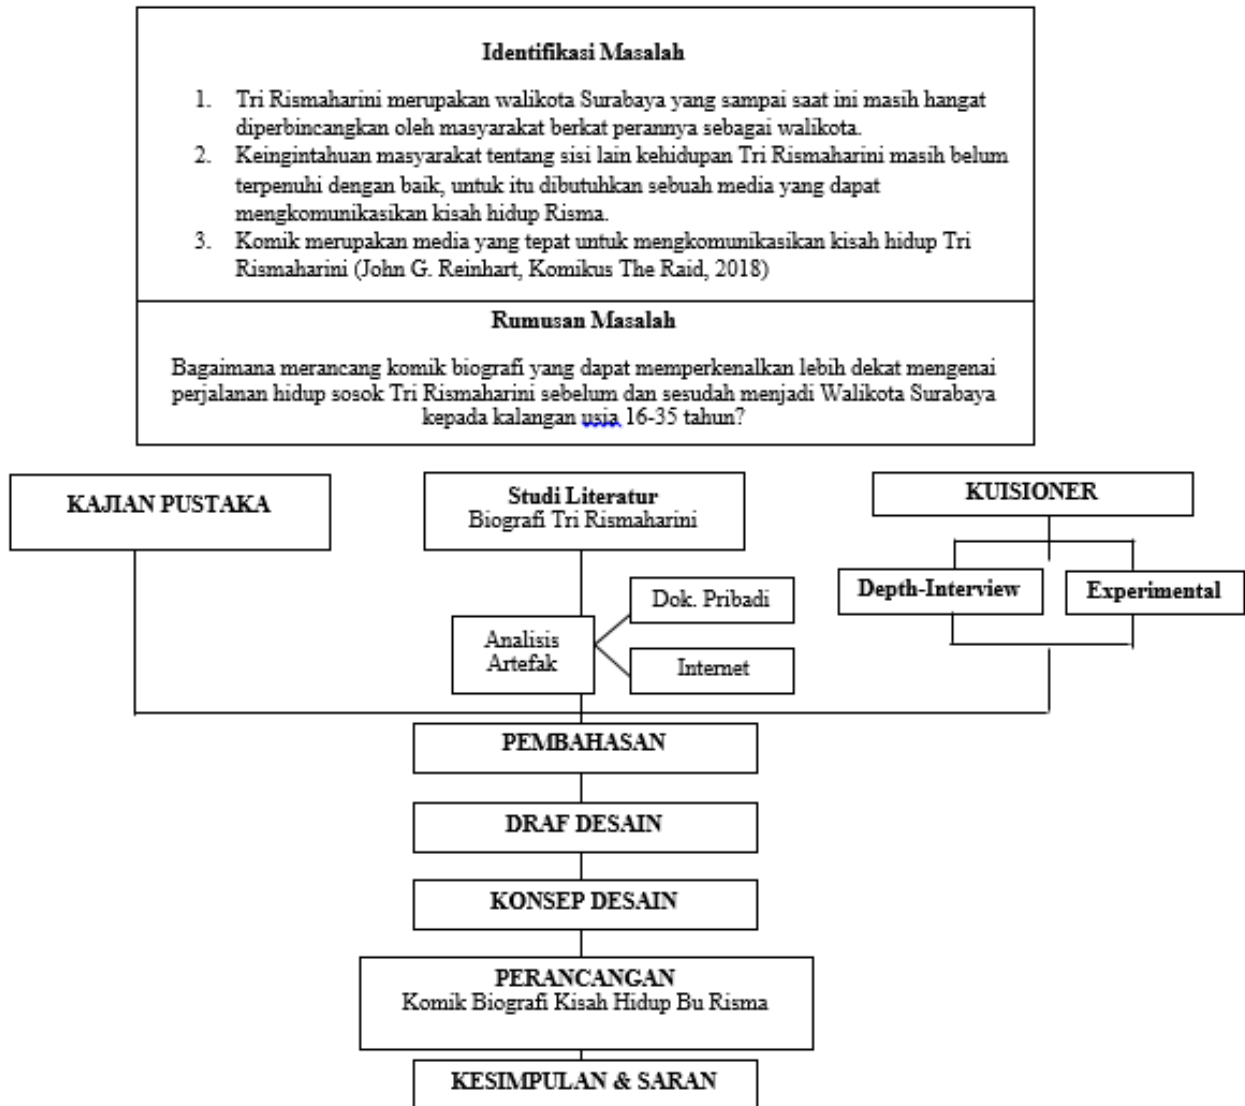 Identifikasi Masalah
1. Tri Rismaharini merupakan walikota Surabaya yang sampai saat ini masih hangat
diperbincangkan oleh masyarakat berkat perannya sebagai walikota.
2. Keingintahuan masyarakat tentang sisi lain kehidupan Tri Rismaharini masih belum
terpenuhi dengan baik, untuk itu dibutuhkan sebuah media yang dapat
mengkomunikasikan kisah hidup Risma.
3. Komik merupakan media yang tepat untuk mengkomunikasikan kisah hidup Tri
Rismaharini (John G. Reinhart, Komikus The Raid, 2018)
Rumusan Masalah
Bagaimana merancang komik biografi yang dapat memperkenalkan lebih dekat mengenai
perjalanan hidup sosok Tri Rismaharini sebelum dan sesudah menjadi Walikota Surabaya
kepada kalangan usia 16-35 tahun?
KAJIAN PUSTAKA
Studi Literatur
Biografi Tri Rismaharini
KUISIONER
Depth-Interview
Experimental
Dok. Pribadi
Analisis
Artefak
Internet
PEMBAHASAN
DRAF DESAIN
KONSEP DESAIN
PERANCANGAN
Komik Biografi Kisah Hidup Bu Risma
KESIMPULAN & SARAN